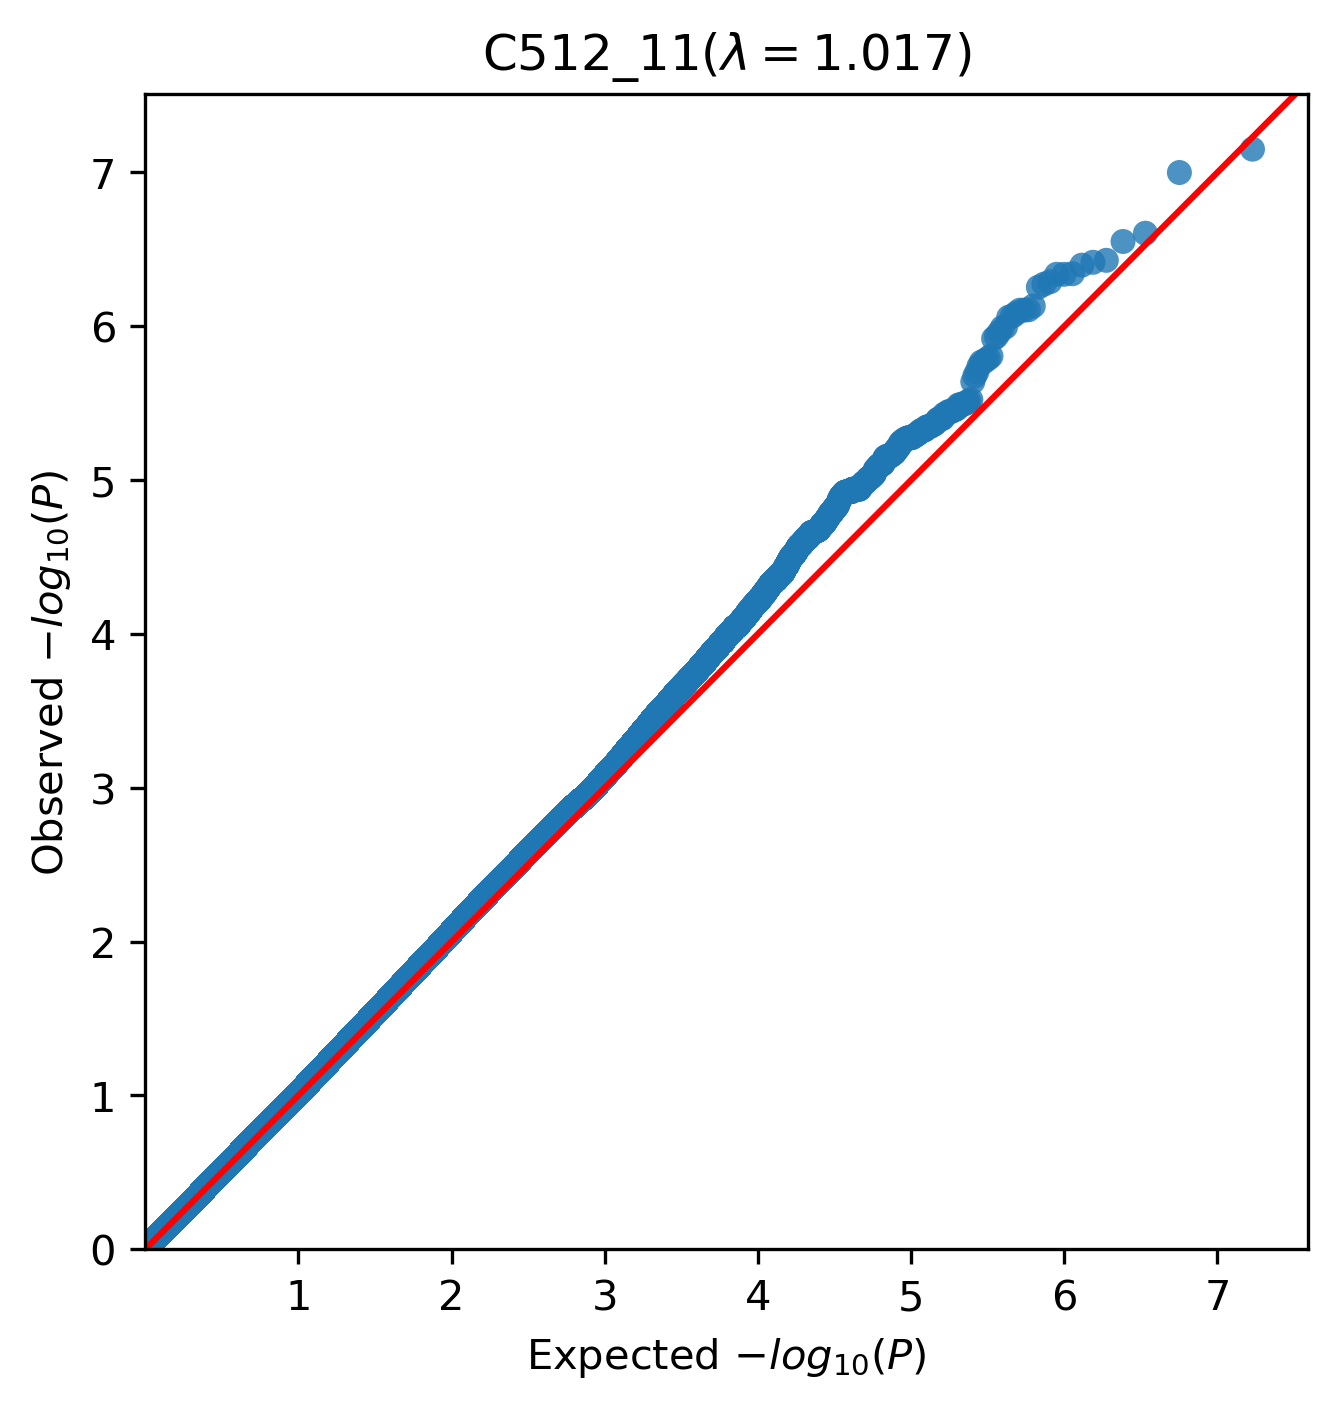 C512_11(λ = 1.017)
Observed −log₁₀(P)
7
6
5
4
3
2
1
0
1 2 3 4 5 6 7
Expected −log₁₀(P)